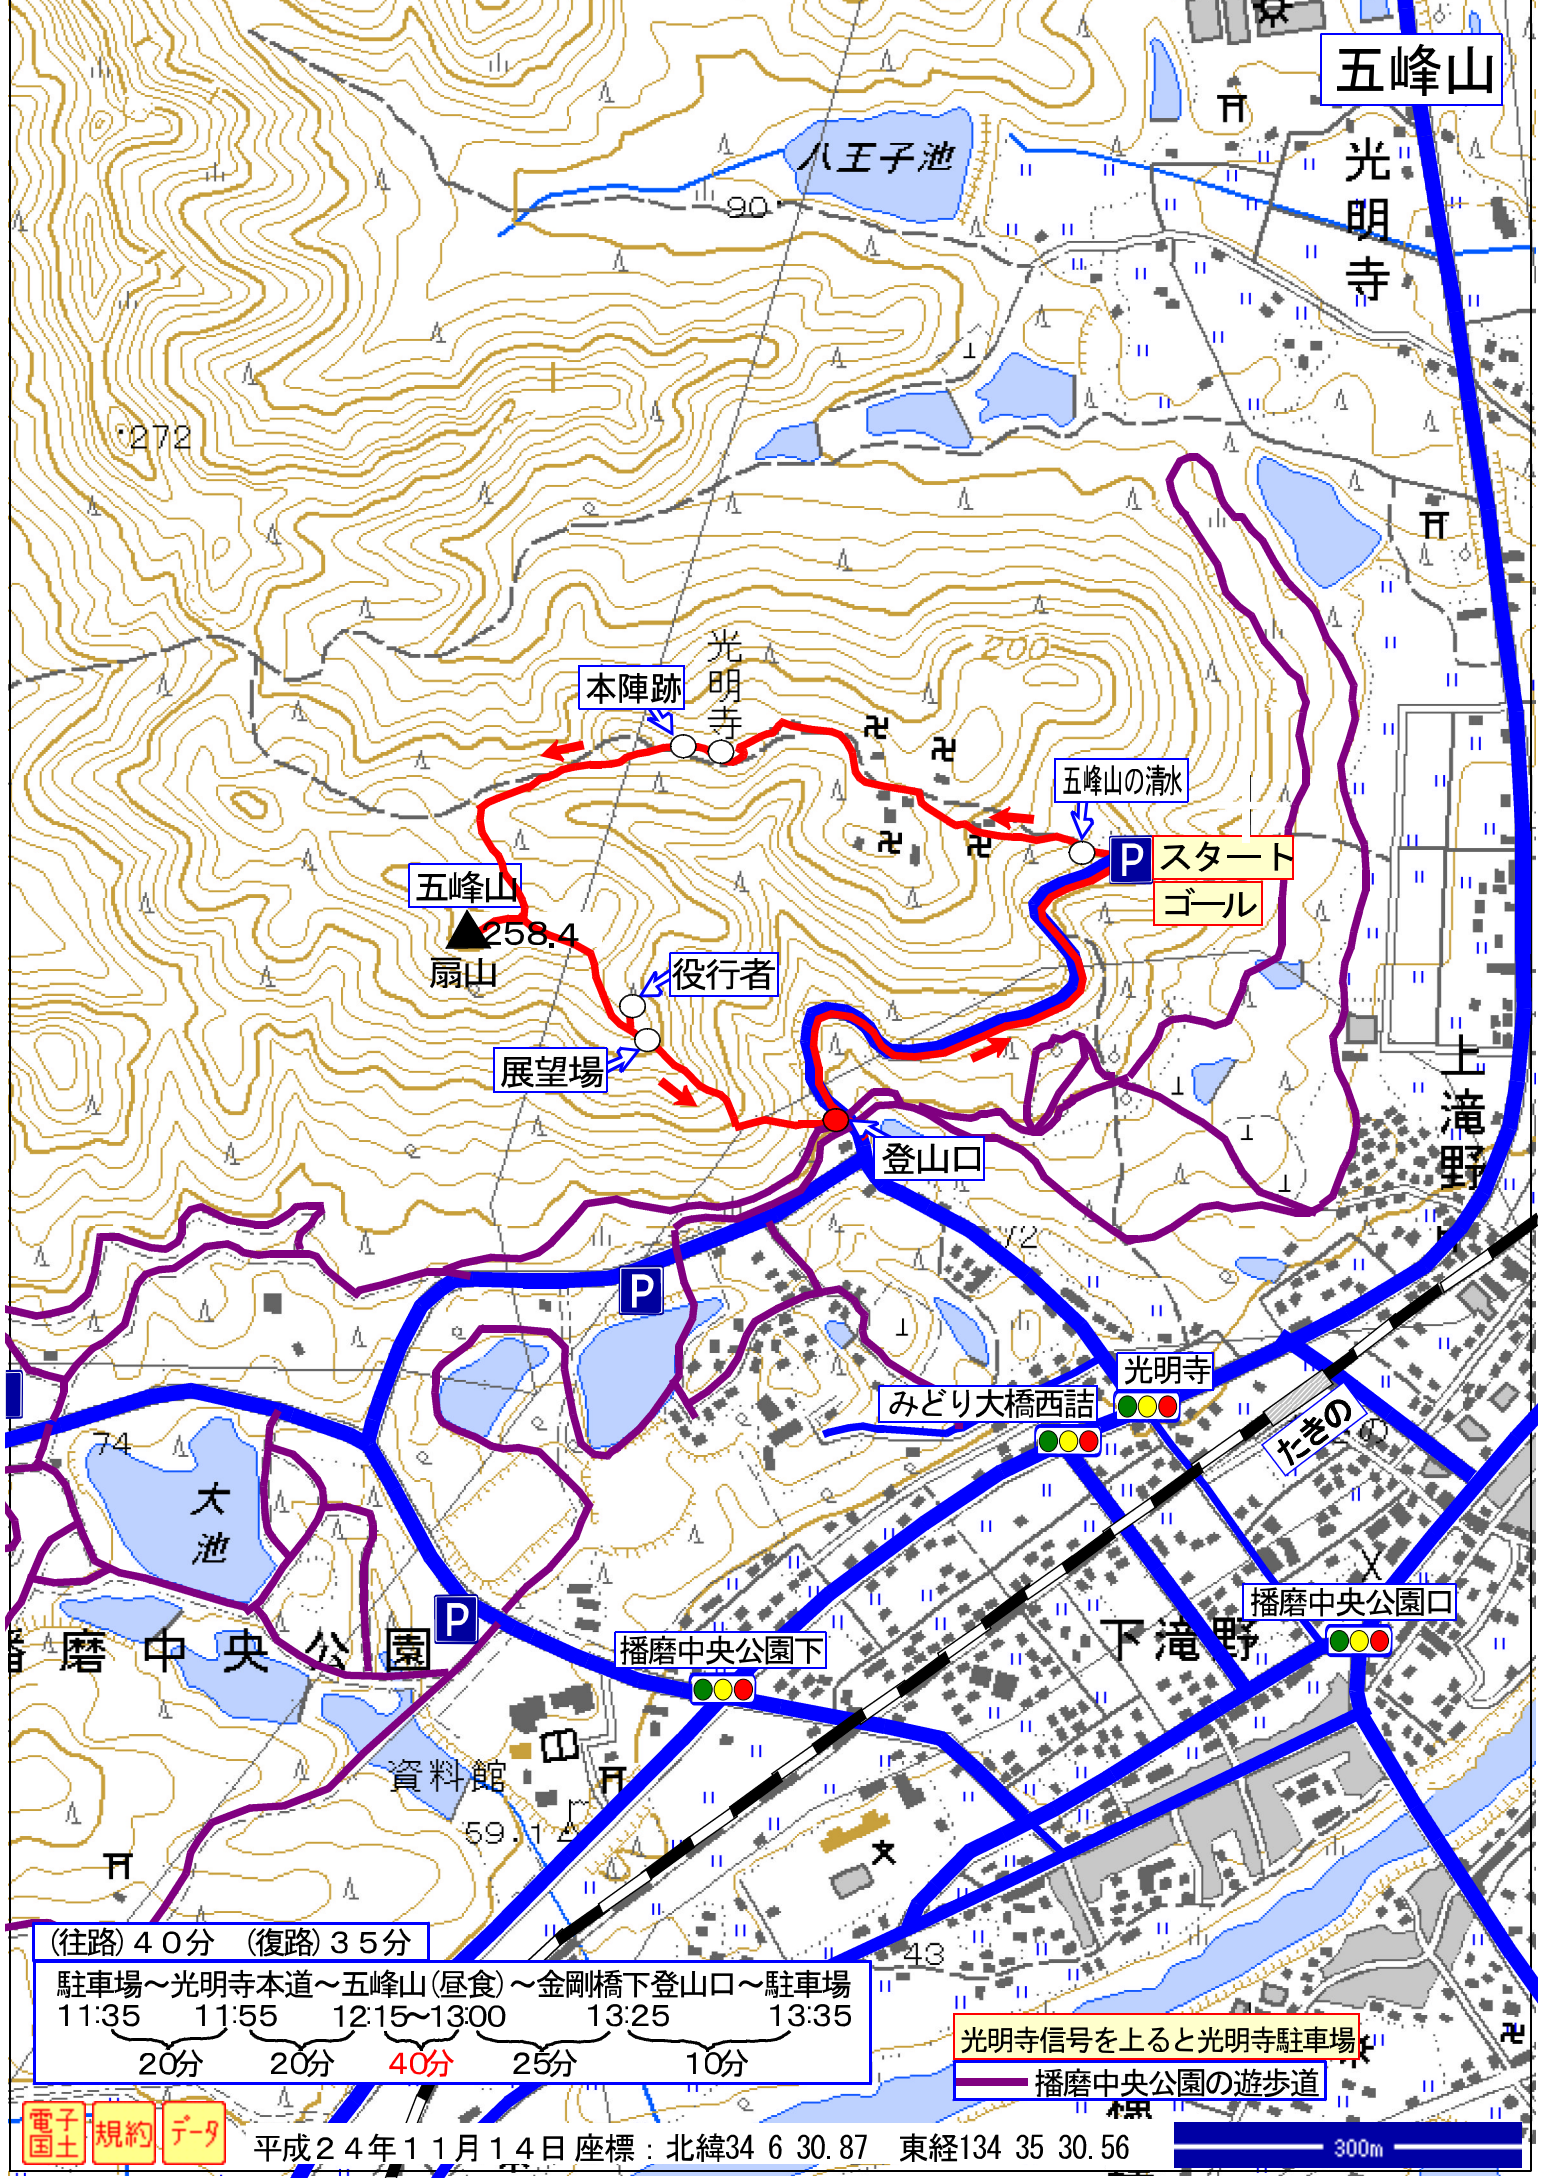 五峰山
光明寺
八王子池
90
272
200
光明寺
本陣跡
五峰山の清水
P
スタート
ゴール
五峰山
258.4
扇山
役行者
展望場
登山口
上滝野
72
P
光明寺
みどり大橋西詰
たきの
74
大池
P
播磨中央公園口
下滝野
播磨中央公園下
磨中央公園
資料館
59.1
43
(往路)40分 (復路)35分
駐車場～光明寺本道～五峰山(昼食)～金剛橋下登山口～駐車場
11:35 11:55 12:15～13:00 13:25 13:35
20分 20分 40分 25分 10分
光明寺信号を上ると光明寺駐車場
播磨中央公園の遊歩道
電子国土 規約 データ
平成24年11月14日 座標：北緯34 6 30.87 東経134 35 30.56
300m